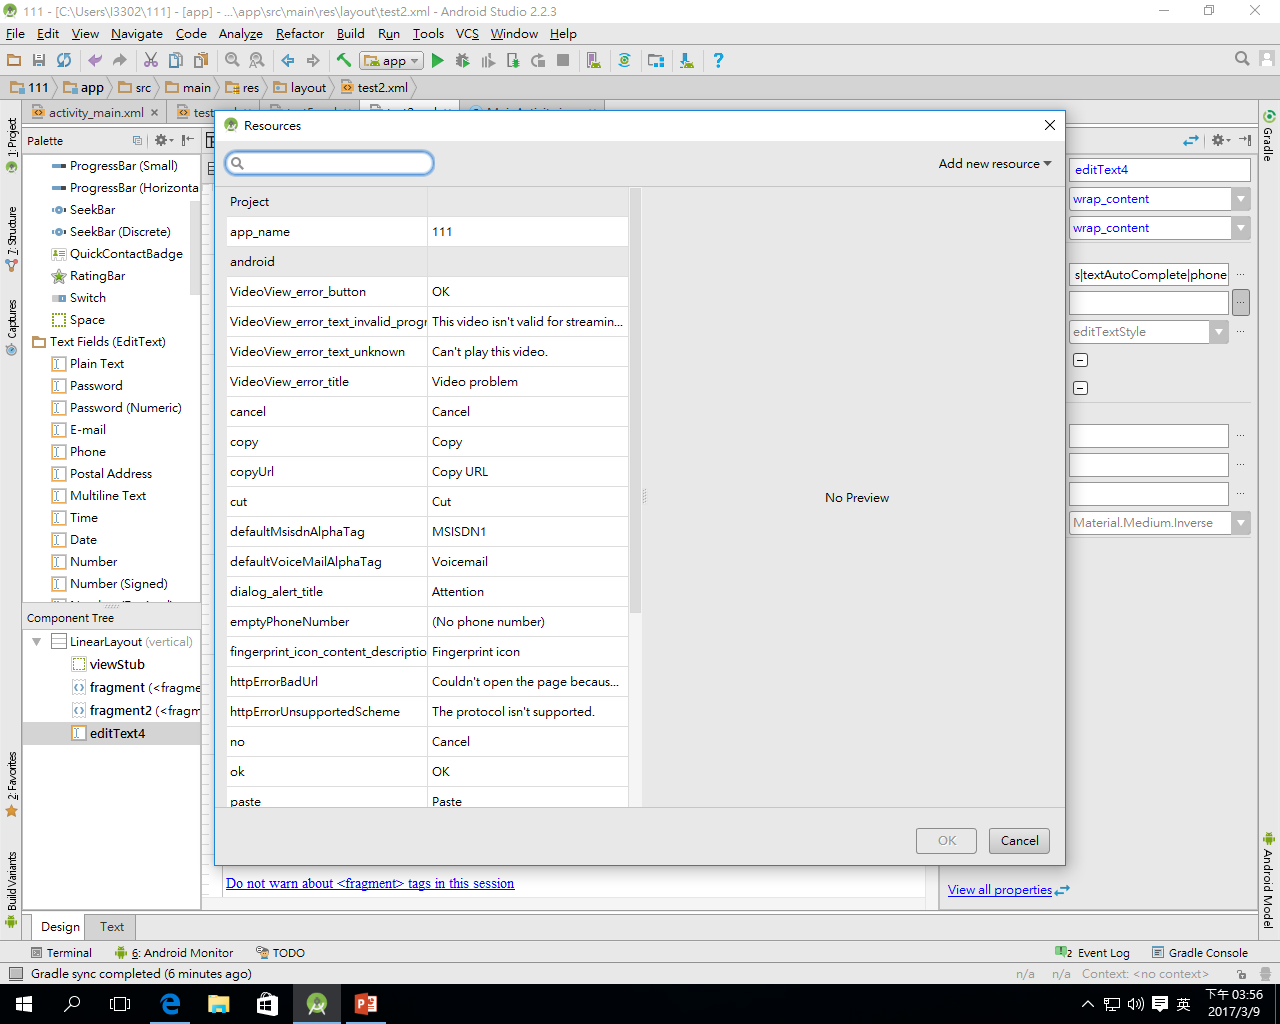 111 - [C:\Users\I3302\111] - [app] - ...\app\src\main\res\layout\test2.xml - Android Studio 2.2.3
File Edit View Navigate Code Analyze Refactor Build Run Tools VCS Window Help
app
111 app src main res layout test2.xml
activity_main.xml
Palette
ProgressBar (Small)
ProgressBar (Horizonta
SeekBar
SeekBar (Discrete)
QuickContactBadge
RatingBar
Switch
Space
Text Fields (EditText)
Plain Text
Password
Password (Numeric)
E-mail
Phone
Postal Address
Multiline Text
Time
Date
Number
Number (Signed)
Component Tree
LinearLayout (vertical)
viewStub
fragment (<fragme
fragment2 (<fragm
editText4
1: Project
7: Structure
Captures
2: Favorites
Build Variants
Resources
Add new resource
Project
app_name 111
android
VideoView_error_button OK
VideoView_error_text_invalid_progr This video isn't valid for streamin...
VideoView_error_text_unknown Can't play this video.
VideoView_error_title Video problem
cancel Cancel
copy Copy
copyUrl Copy URL
cut Cut
defaultMsisdnAlphaTag MSISDN1
defaultVoiceMailAlphaTag Voicemail
dialog_alert_title Attention
emptyPhoneNumber (No phone number)
fingerprint_icon_content_descriptio Fingerprint icon
httpErrorBadUrl Couldn't open the page becaus...
httpErrorUnsupportedScheme The protocol isn't supported.
no Cancel
ok OK
paste Paste
No Preview
OK Cancel
editText4
wrap_content
wrap_content
s|textAutoComplete|phone
editTextStyle
Material.Medium.Inverse
Gradle
Android Model
Do not warn about <fragment> tags in this session
View all properties
Design Text
Terminal 6: Android Monitor TODO
2 Event Log Gradle Console
Gradle sync completed (6 minutes ago)
n/a n/a Context: <no context>
英
下午 03:56
2017/3/9